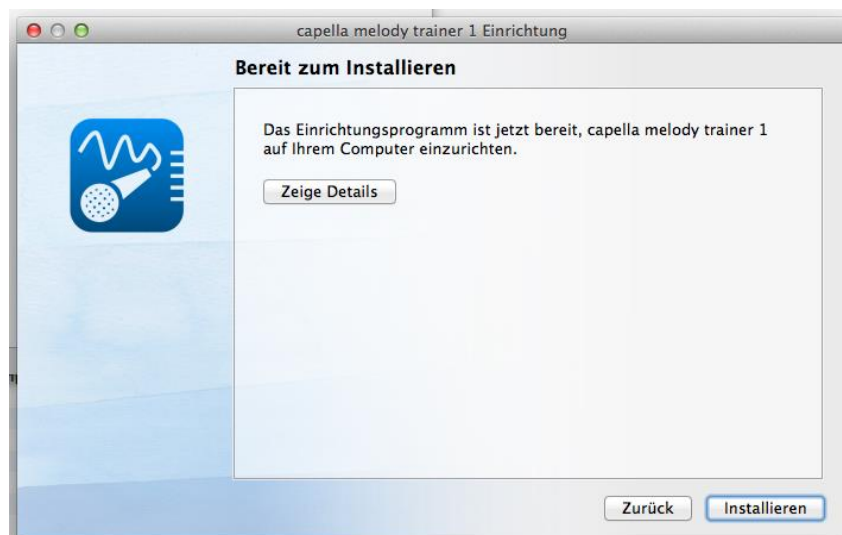 capella melody trainer 1 Einrichtung
Bereit zum Installieren
Das Einrichtungsprogramm ist jetzt bereit, capella melody trainer 1
auf Ihrem Computer einzurichten.
Zeige Details
Zurück
Installieren